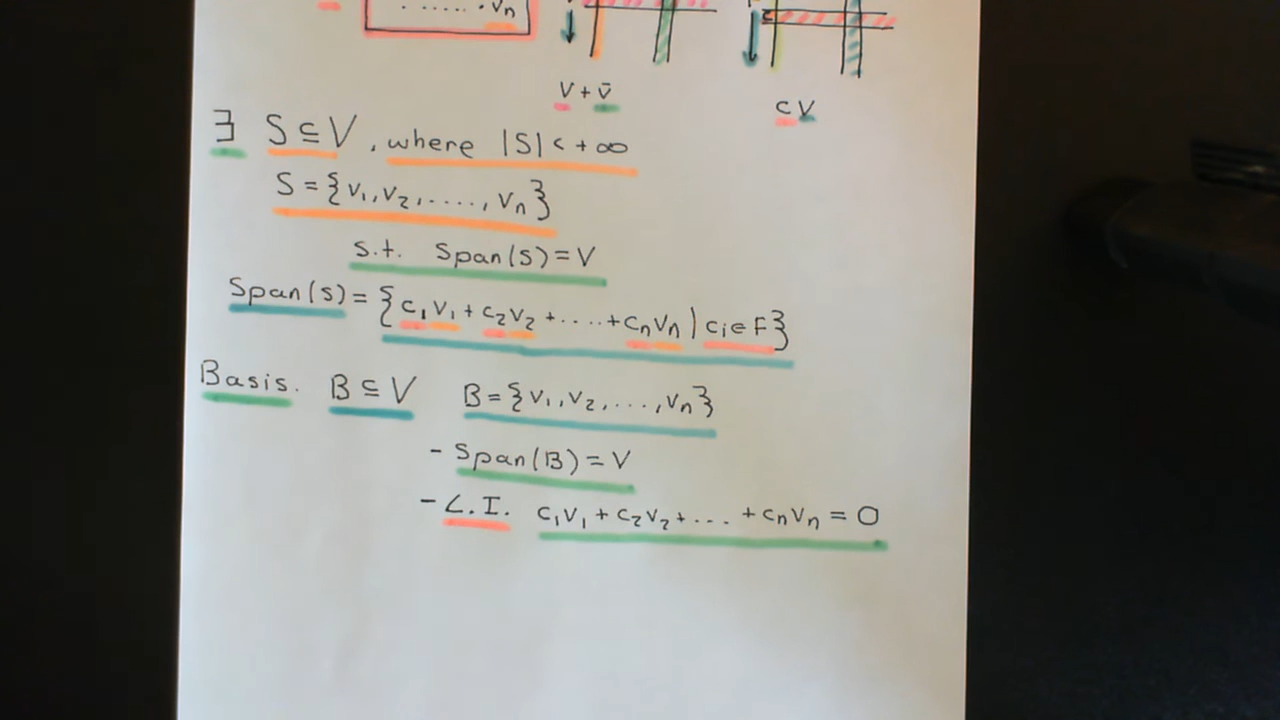 . . . . . . . vₙ
V + v̄
c V
∃ S ⊆ V , where |S| < + ∞
S = {v₁, v₂, . . . . , vₙ}
s.t. Span(S) = V
Span(S) = {c₁v₁ + c₂v₂ + . . . . + cₙvₙ | cᵢ ∈ F}
Basis. B ⊆ V B = {v₁, v₂, . . . , vₙ}
- Span(B) = V
- L.I. c₁v₁ + c₂v₂ + . . . + cₙvₙ = 0